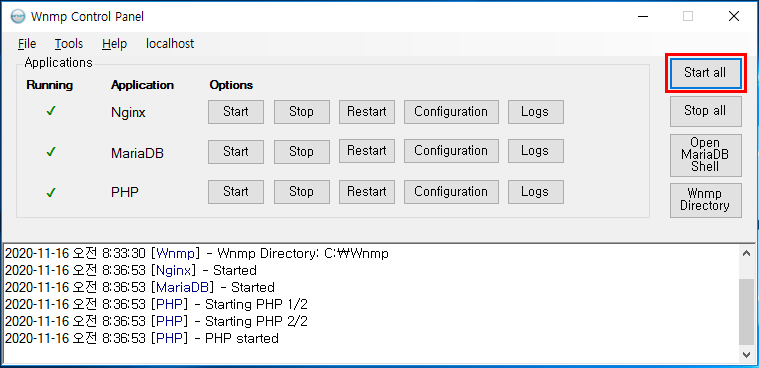 Wnmp Control Panel
File Tools Help localhost
Applications
Running Application Options
Nginx Start Stop Restart Configuration Logs
MariaDB Start Stop Restart Configuration Logs
PHP Start Stop Restart Configuration Logs
Start all
Stop all
Open
MariaDB
Shell
Wnmp
Directory
2020-11-16 오전 8:33:30 [Wnmp] - Wnmp Directory: C:₩Wnmp
2020-11-16 오전 8:36:53 [Nginx] - Started
2020-11-16 오전 8:36:53 [MariaDB] - Started
2020-11-16 오전 8:36:53 [PHP] - Starting PHP 1/2
2020-11-16 오전 8:36:53 [PHP] - Starting PHP 2/2
2020-11-16 오전 8:36:53 [PHP] - PHP started